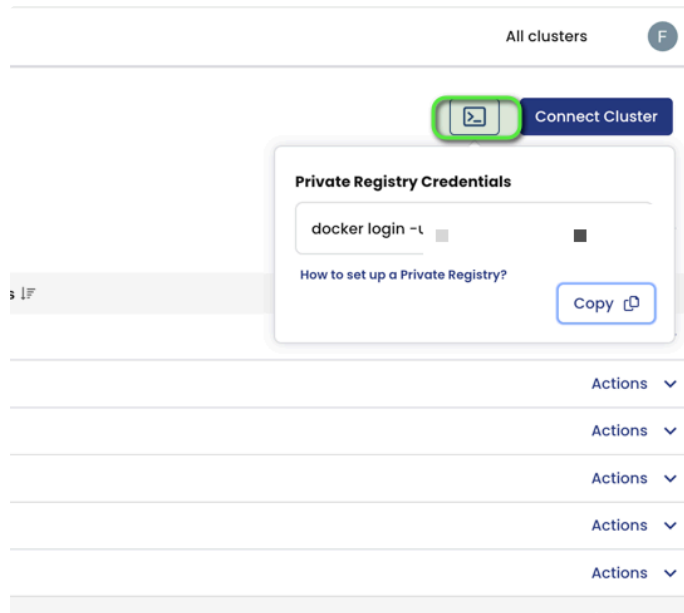 All clusters
F
Connect Cluster
Private Registry Credentials
docker login -u
How to set up a Private Registry?
s
Copy
Actions
Actions
Actions
Actions
Actions